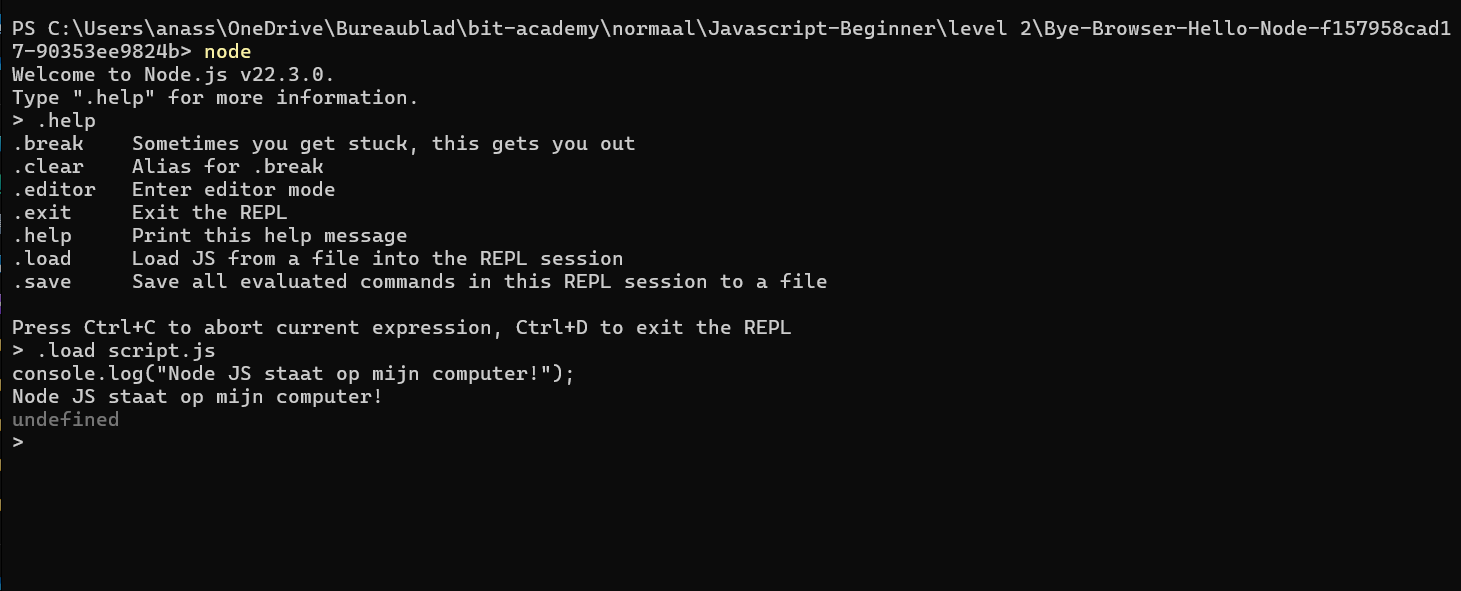 PS C:\Users\anass\OneDrive\Bureaublad\bit-academy\normaal\Javascript-Beginner\level 2\Bye-Browser-Hello-Node-f157958cad1
7-90353ee9824b> node
Welcome to Node.js v22.3.0.
Type ".help" for more information.
> .help
.break    Sometimes you get stuck, this gets you out
.clear    Alias for .break
.editor   Enter editor mode
.exit     Exit the REPL
.help     Print this help message
.load     Load JS from a file into the REPL session
.save     Save all evaluated commands in this REPL session to a file

Press Ctrl+C to abort current expression, Ctrl+D to exit the REPL
> .load script.js
console.log("Node JS staat op mijn computer!");
Node JS staat op mijn computer!
undefined
>